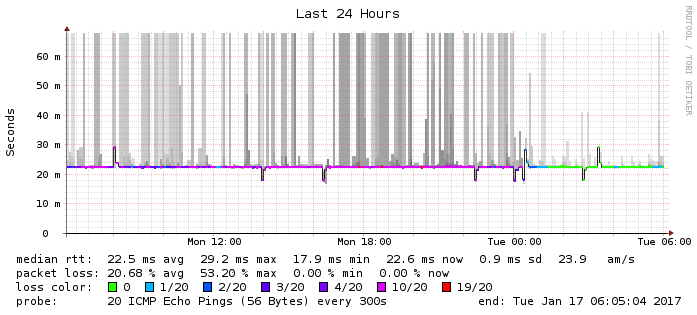 Last 24 Hours
RRDTOOL / TOBI OETIKER
Seconds
60 m
50 m
40 m
30 m
20 m
10 m
0
Mon 12:00 Mon 18:00 Tue 00:00 Tue 06:00
median rtt: 22.5 ms avg 29.2 ms max 17.9 ms min 22.6 ms now 0.9 ms sd 23.9 am/s
packet loss: 20.68 % avg 53.20 % max 0.00 % min 0.00 % now
loss color: 0 1/20 2/20 3/20 4/20 10/20 19/20
probe: 20 ICMP Echo Pings (56 Bytes) every 300s end: Tue Jan 17 06:05:04 2017